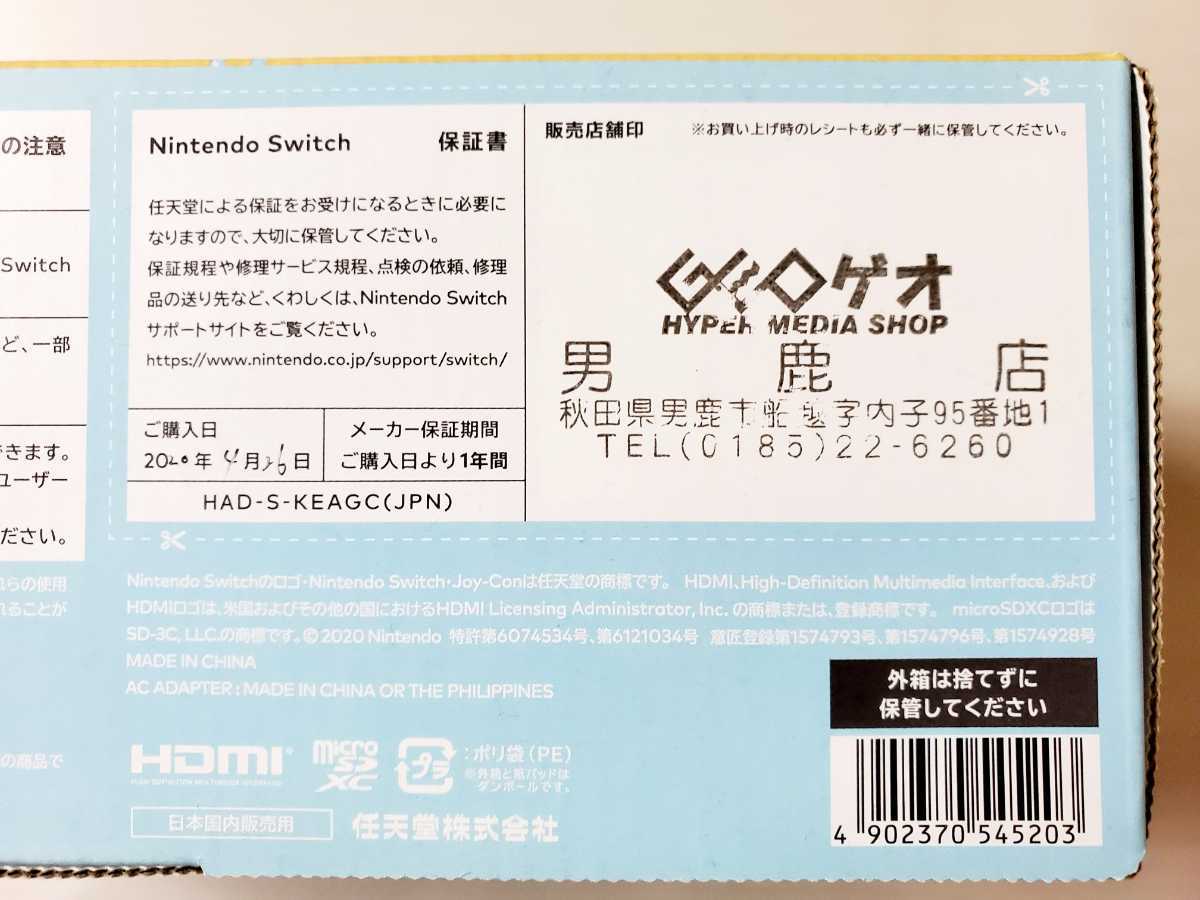 の注意
Switch
ど、一部
きます。
ユーザー
ださい。
れらの使用
れることが
の商品で
Nintendo Switch 保証書
任天堂による保証をお受けになるときに必要に
なりますので、大切に保管してください。
保証規程や修理サービス規程、点検の依頼、修理
品の送り先など、くわしくは、Nintendo Switch
サポートサイトをご覧ください。
https://www.nintendo.co.jp/support/switch/
ご購入日
2020年 4月26日
メーカー保証期間
ご購入日より1年間
HAD-S-KEAGC(JPN)
販売店舗印 ※お買い上げ時のレシートも必ず一緒に保管してください。
ゲオ
HYPER MEDIA SHOP
男鹿店
秋田県男鹿市船越字内子95番地1
TEL(0185)22-6260
Nintendo Switchのロゴ・Nintendo Switch・Joy-Conは任天堂の商標です。 HDMI、High-Definition Multimedia Interface、および
HDMIロゴは、米国およびその他の国におけるHDMI Licensing Administrator, Inc. の商標または、登録商標です。 microSDXCロゴは
SD-3C, LLC.の商標です。 © 2020 Nintendo 特許第6074534号、第6121034号 意匠登録第1574793号、第1574796号、第1574928号
MADE IN CHINA
AC ADAPTER : MADE IN CHINA OR THE PHILIPPINES
HDMI
HIGH-DEFINITION MULTIMEDIA INTERFACE
micro SD XC
プラ
:ポリ袋(PE)
※外箱と紙パッドは
ダンボールです。
日本国内販売用 任天堂株式会社
外箱は捨てずに
保管してください
4 902370 545203